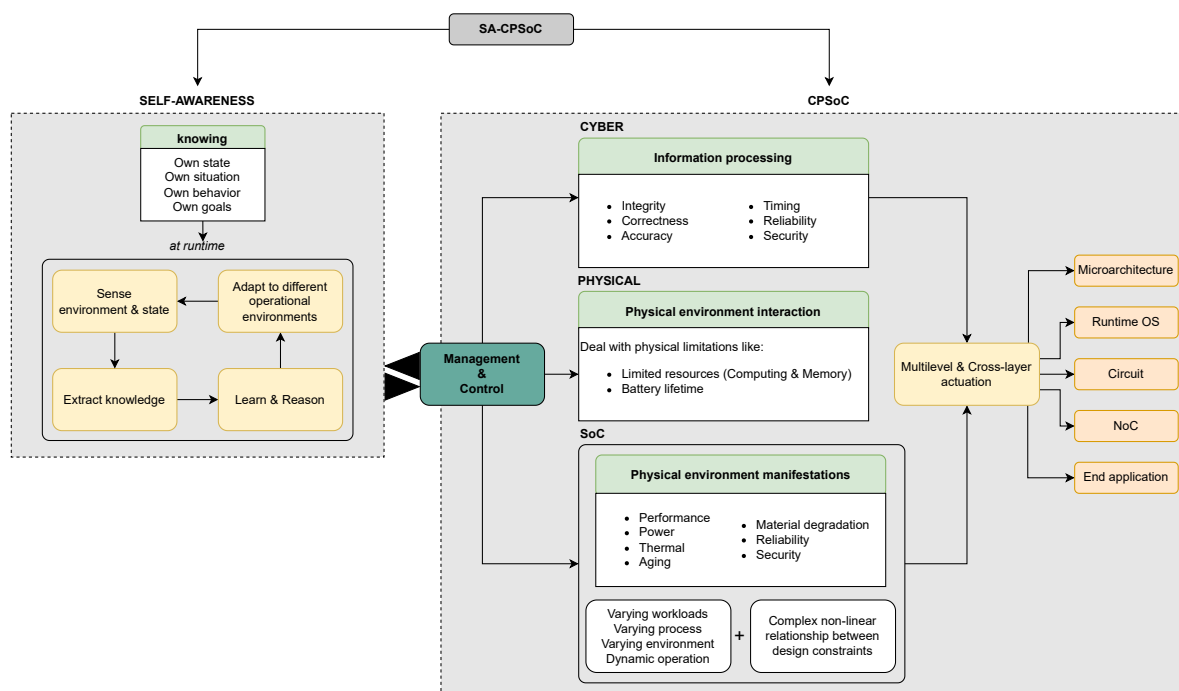 SA-CPSoC
SELF-AWARENESS
knowing
Own state
Own situation
Own behavior
Own goals
at runtime
Sense
environment & state
Adapt to different
operational
environments
Extract knowledge
Learn & Reason
Management
&
Control
CPSoC
CYBER
Information processing
• Integrity
• Correctness
• Accuracy
• Timing
• Reliability
• Security
PHYSICAL
Physical environment interaction
Deal with physical limitations like:
• Limited resources (Computing & Memory)
• Battery lifetime
SoC
Physical environment manifestations
• Performance
• Power
• Thermal
• Aging
• Material degradation
• Reliability
• Security
Varying workloads
Varying process
Varying environment
Dynamic operation
+
Complex non-linear
relationship between
design constraints
Multilevel & Cross-layer
actuation
Microarchitecture
Runtime OS
Circuit
NoC
End application